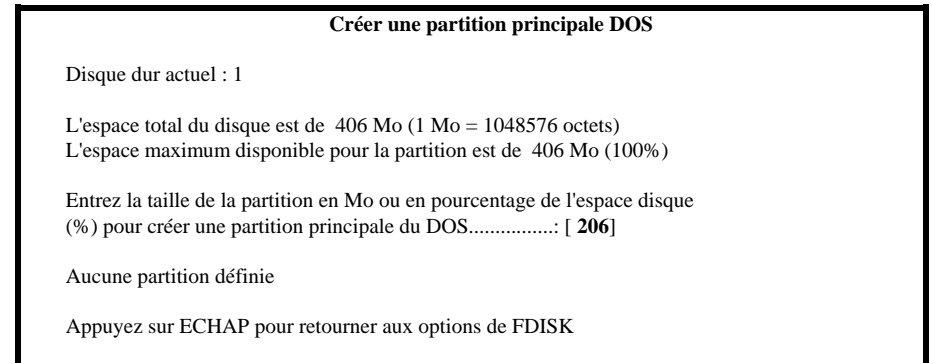 Créer une partition principale DOS
Disque dur actuel : 1
L'espace total du disque est de  406 Mo (1 Mo = 1048576 octets)
L'espace maximum disponible pour la partition est de  406 Mo (100%)
Entrez la taille de la partition en Mo ou en pourcentage de l'espace disque
(%) pour créer une partition principale du DOS................: [ 206]
Aucune partition définie
Appuyez sur ECHAP pour retourner aux options de FDISK